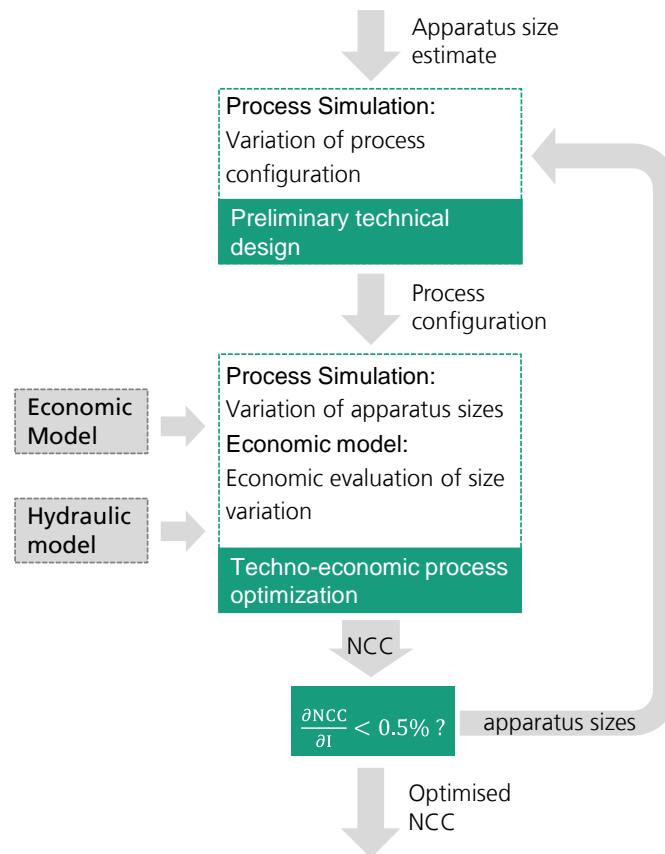 Apparatus size
estimate
Process Simulation:
Variation of process
configuration
Preliminary technical
design
Process
configuration
Economic
Model
Hydraulic
model
Process Simulation:
Variation of apparatus sizes
Economic model:
Economic evaluation of size
variation
Techno-economic process
optimization
NCC
∂NCC/∂I < 0.5% ?
apparatus sizes
Optimised
NCC